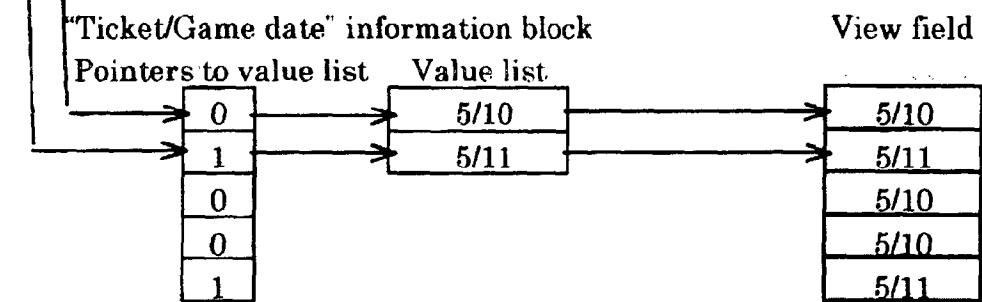 "Ticket/Game date" information block View field
Pointers to value list Value list
0 5/10 5/10
1 5/11 5/11
0 5/10
0 5/10
1 5/11